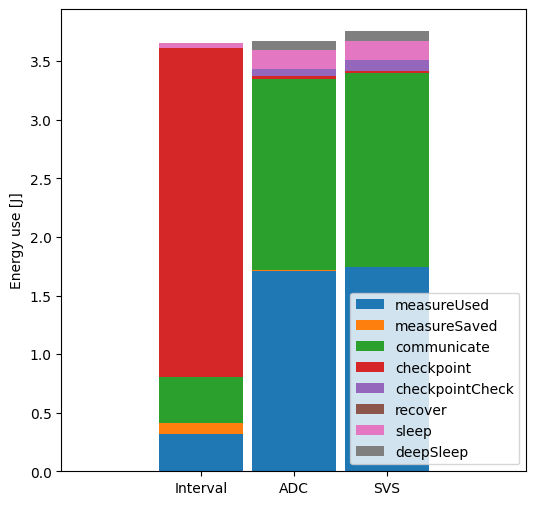 Energy use [J]
3.5
3.0
2.5
2.0
1.5
1.0
0.5
0.0
Interval
ADC
SVS
measureUsed
measureSaved
communicate
checkpoint
checkpointCheck
recover
sleep
deepSleep